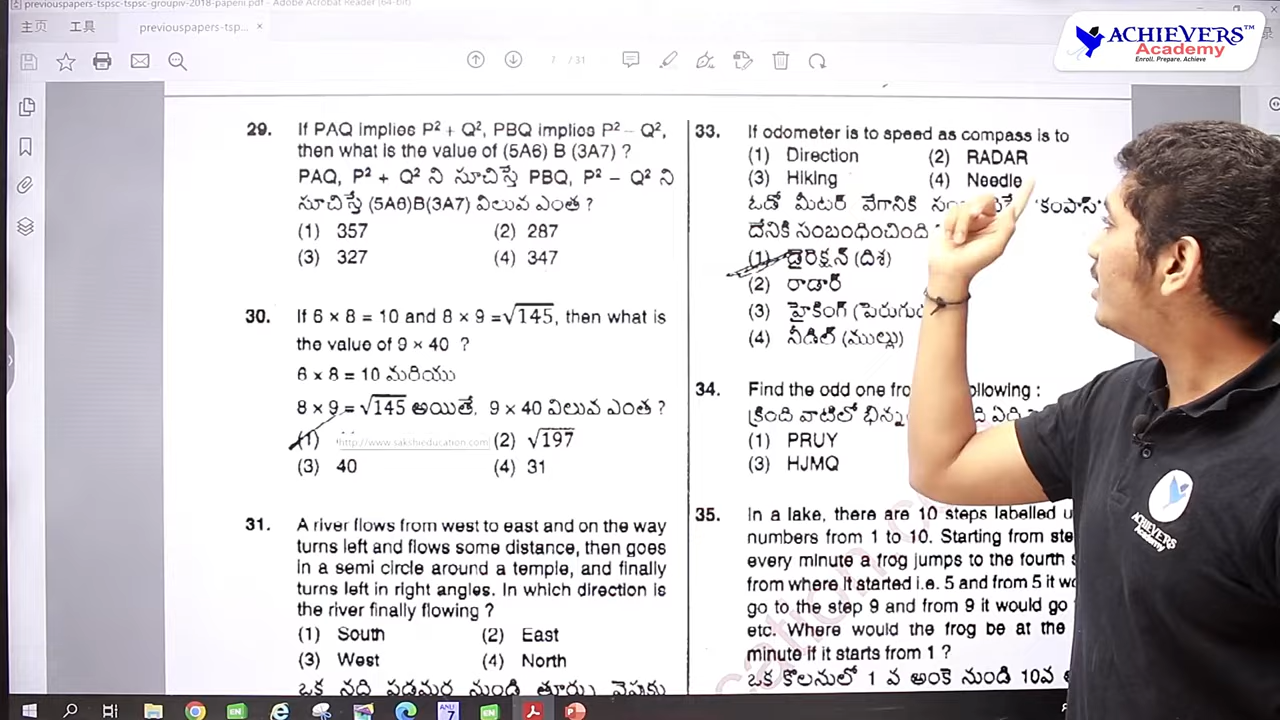 previouspapers-tspsc-tspsc-groupiv-2018-paperii.pdf - Adobe Acrobat Reader (64-bit)
主页 工具 previouspapers-tsp... ×
7 / 31
ACHIEVERS™
Academy
Enroll. Prepare. Achieve
29. If PAQ implies P² + Q², PBQ implies P² – Q²,
then what is the value of (5A6) B (3A7) ?
PAQ, P² + Q² ని సూచిస్తే PBQ, P² – Q² ని
సూచిస్తే (5A6)B(3A7) విలువ ఎంత ?
(1) 357 (2) 287
(3) 327 (4) 347
30. If 6 × 8 = 10 and 8 × 9 = √145, then what is
the value of 9 × 40 ?
6 × 8 = 10 మరియు
8 × 9 = √145 అయితే, 9 × 40 విలువ ఎంత ?
(1) http://www.sakshieducation.com (2) √197
(3) 40 (4) 31
31. A river flows from west to east and on the way
turns left and flows some distance, then goes
in a semi circle around a temple, and finally
turns left in right angles. In which direction is
the river finally flowing ?
(1) South (2) East
(3) West (4) North
ఒక నది పడమర నుండి తూర్పు వైపుకు
33. If odometer is to speed as compass is to
(1) Direction (2) RADAR
(3) Hiking (4) Needle
ఓడో మీటర్ వేగానికి 'కంపాస్'
దేనికి సంబంధించింది
(1) డైరెక్షన్ (దిశ)
(2) రాడార్
(3) హైకింగ్
(4) నీడిల్ (ముల్లు)
34. Find the odd one following :
క్రింది వాటిలో ఏది ?
(1) PRUY
(3) HJMQ
35. In a lake, there are 10 steps labelled
numbers from 1 to 10. Starting from
every minute a frog jumps to the fourth
from where it started i.e. 5 and from 5 it
go to the step 9 and from 9 it would go
etc. Where would the frog be at the
minute if it starts from 1 ?
ఒక కొలనులో 1 వ అంకె నుండి 10వ
ACHIEVERS
Academy